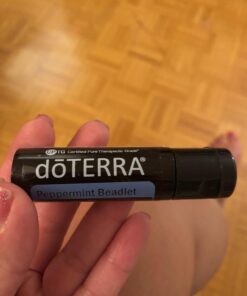 CPTG Certified Pure Therapeutic Grade®
dōTERRA®
Peppermint Beadlet